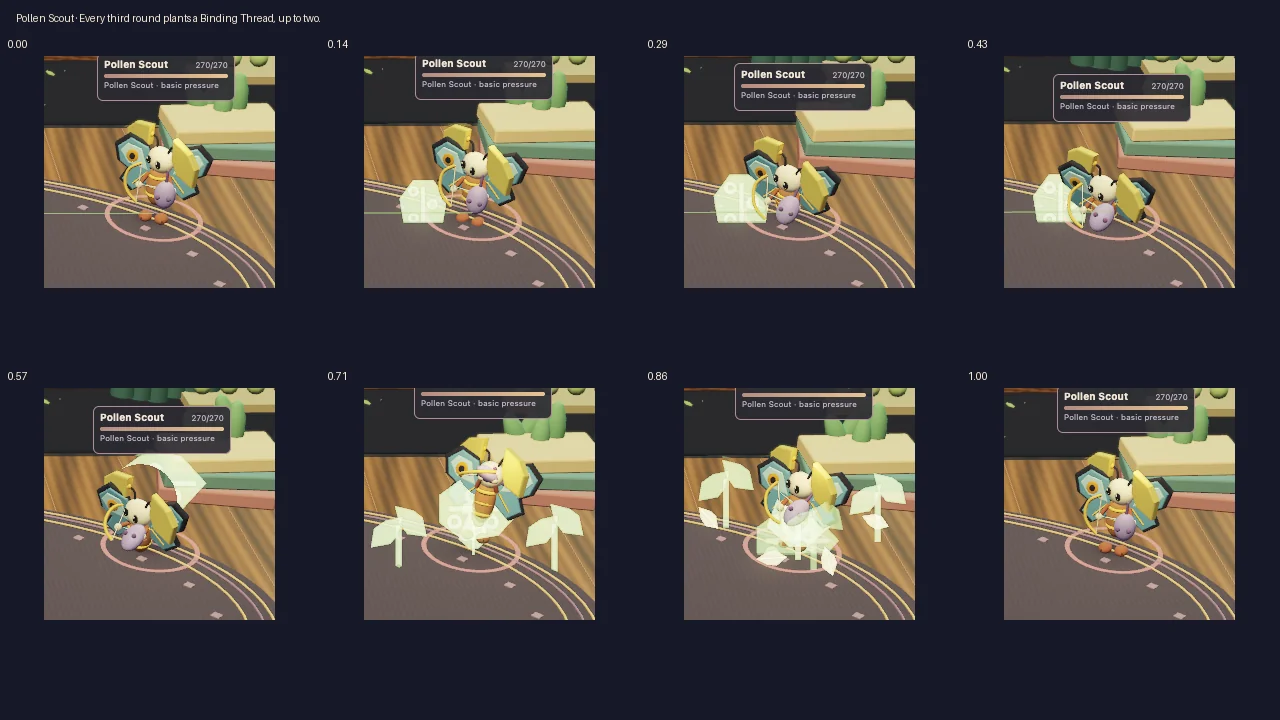 Pollen Scout · Every third round plants a Binding Thread, up to two.
0.00
Pollen Scout 270/270
Pollen Scout · basic pressure
0.14
Pollen Scout 270/270
Pollen Scout · basic pressure
0.29
Pollen Scout 270/270
Pollen Scout · basic pressure
0.43
Pollen Scout 270/270
Pollen Scout · basic pressure
0.57
Pollen Scout 270/270
Pollen Scout · basic pressure
0.71
Pollen Scout · basic pressure
0.86
Pollen Scout · basic pressure
1.00
Pollen Scout 270/270
Pollen Scout · basic pressure